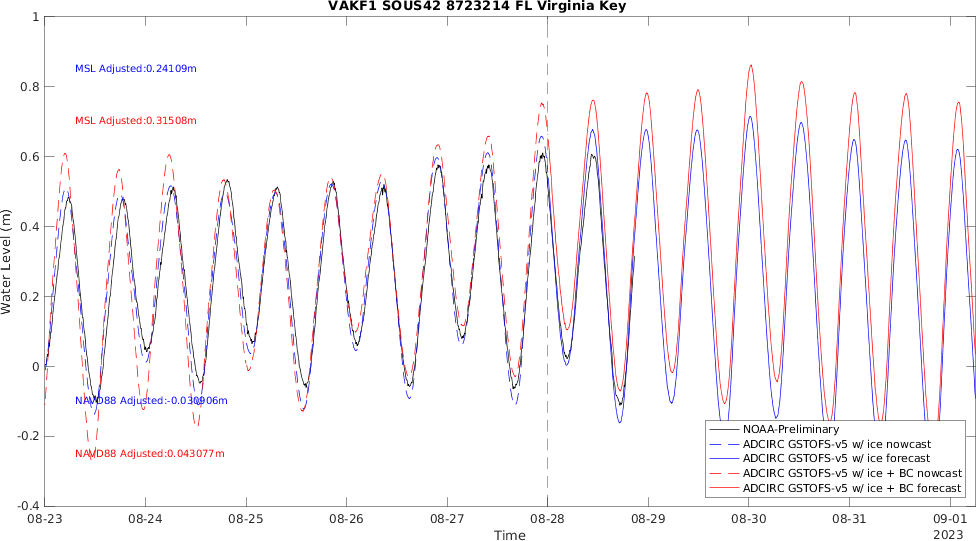 VAKF1 SOUS42 8723214 FL Virginia Key
1
0.8
0.6
0.4
0.2
0
-0.2
-0.4
Water Level (m)
MSL Adjusted:0.24109m
MSL Adjusted:0.31508m
NAVD88 Adjusted:-0.030906m
NAVD88 Adjusted:0.043077m
NOAA-Preliminary
ADCIRC GSTOFS-v5 w/ ice nowcast
ADCIRC GSTOFS-v5 w/ ice forecast
ADCIRC GSTOFS-v5 w/ ice + BC nowcast
ADCIRC GSTOFS-v5 w/ ice + BC forecast
08-23 08-24 08-25 08-26 08-27 08-28 08-29 08-30 08-31 09-01
Time 2023